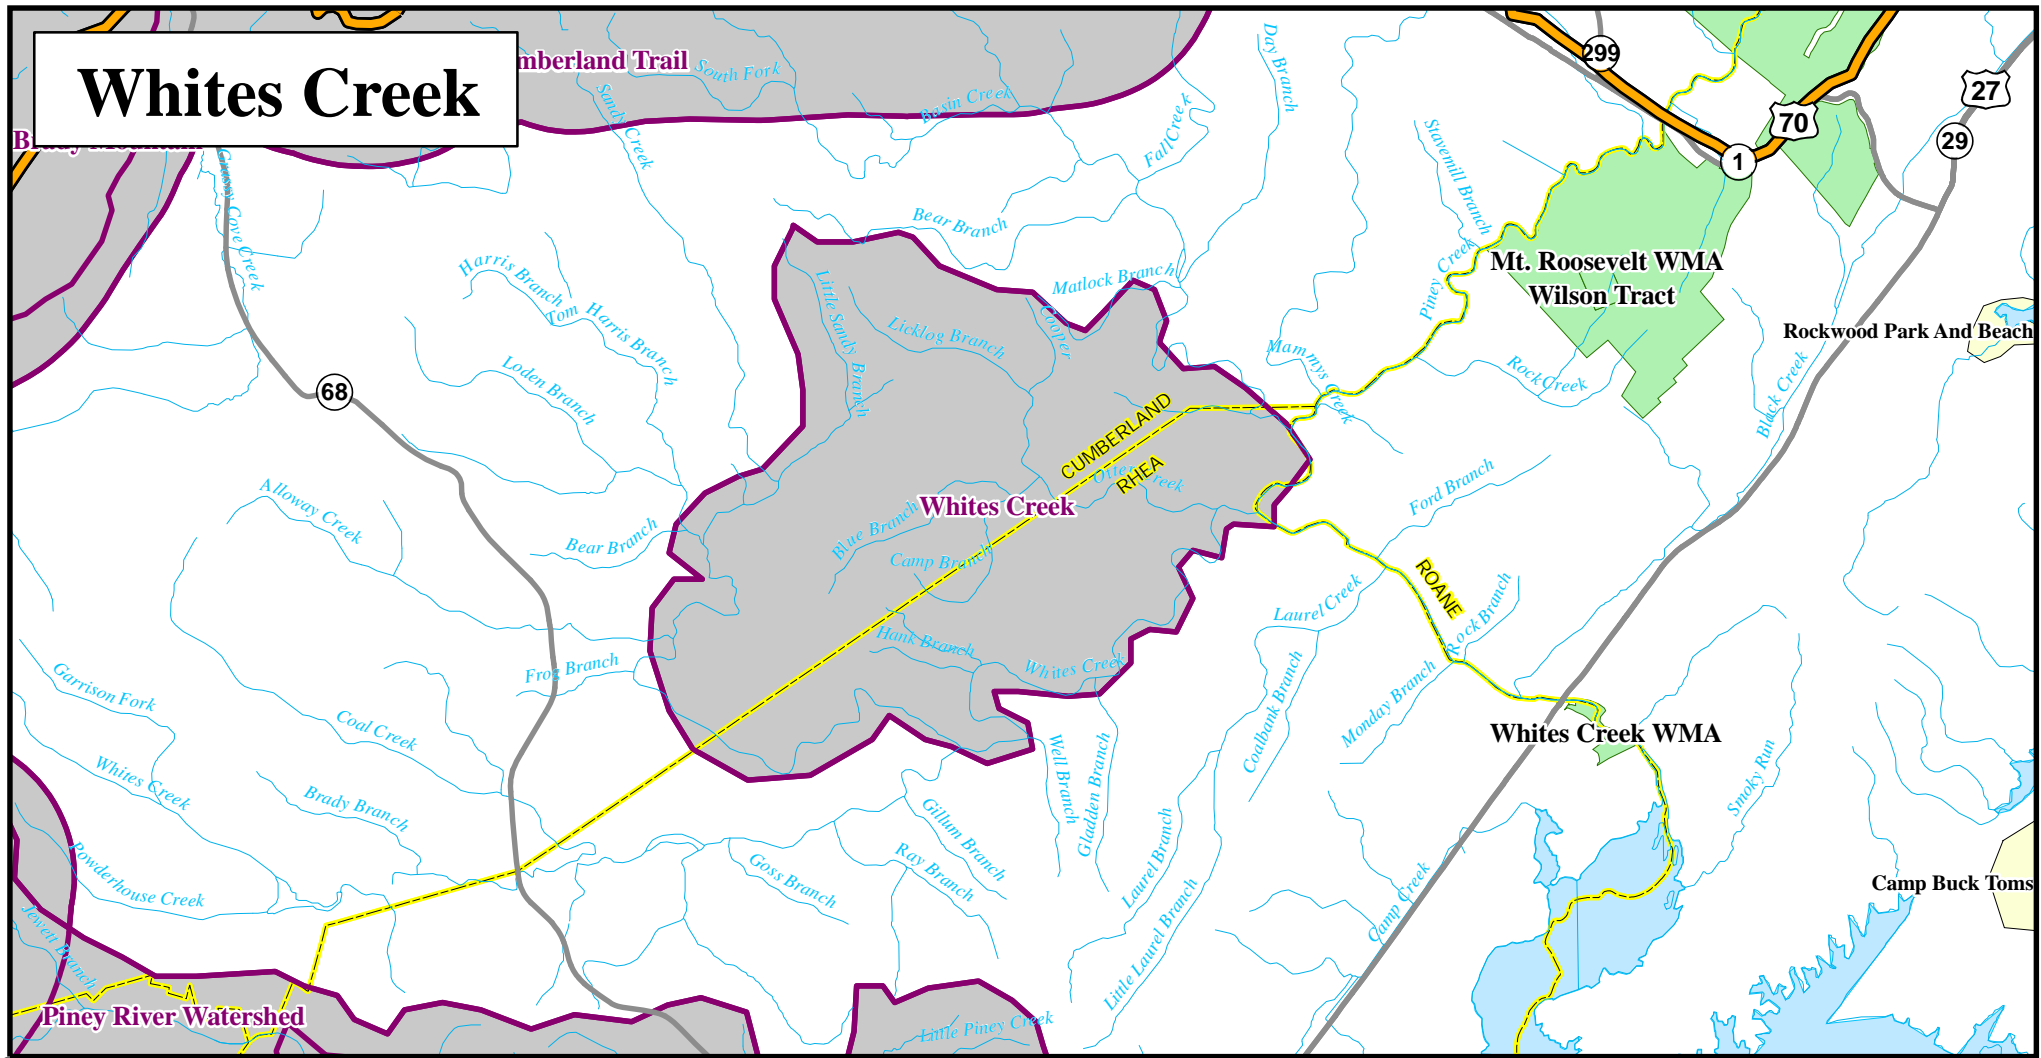 Whites Creek
mberland Trail
South Fork
Basin Creek
Sandy Creek
Day Branch
Fall Creek
299
27
70
29
1
Stavemill Branch
Grassy Cove Creek
Bear Branch
Harris Branch
Tom
Harris Branch
Matlock Branch
Piney Creek
Mt. Roosevelt WMA
Wilson Tract
Rockwood Park And Beach
Little Sandy Branch
Licklog Branch
Cooper
Mammys Creek
Rock Creek
Black Creek
Loden Branch
68
CUMBERLAND
RHEA
Otter Creek
Ford Branch
Alloway Creek
Whites Creek
Blue Branch
Bear Branch
Camp Branch
ROANE
Laurel Creek
Rock Branch
Hank Branch
Whites Creek
Frog Branch
Garrison Fork
Coal Creek
Coalbank Branch
Monday Branch
Whites Creek WMA
Whites Creek
Brady Branch
Well Branch
Gladden Branch
Smoky Run
Gillum Branch
Goss Branch
Ray Branch
Laurel Branch
Powderhouse Creek
Camp Creek
Camp Buck Toms
Jewett Branch
Little Laurel Branch
Piney River Watershed
Little Piney Creek